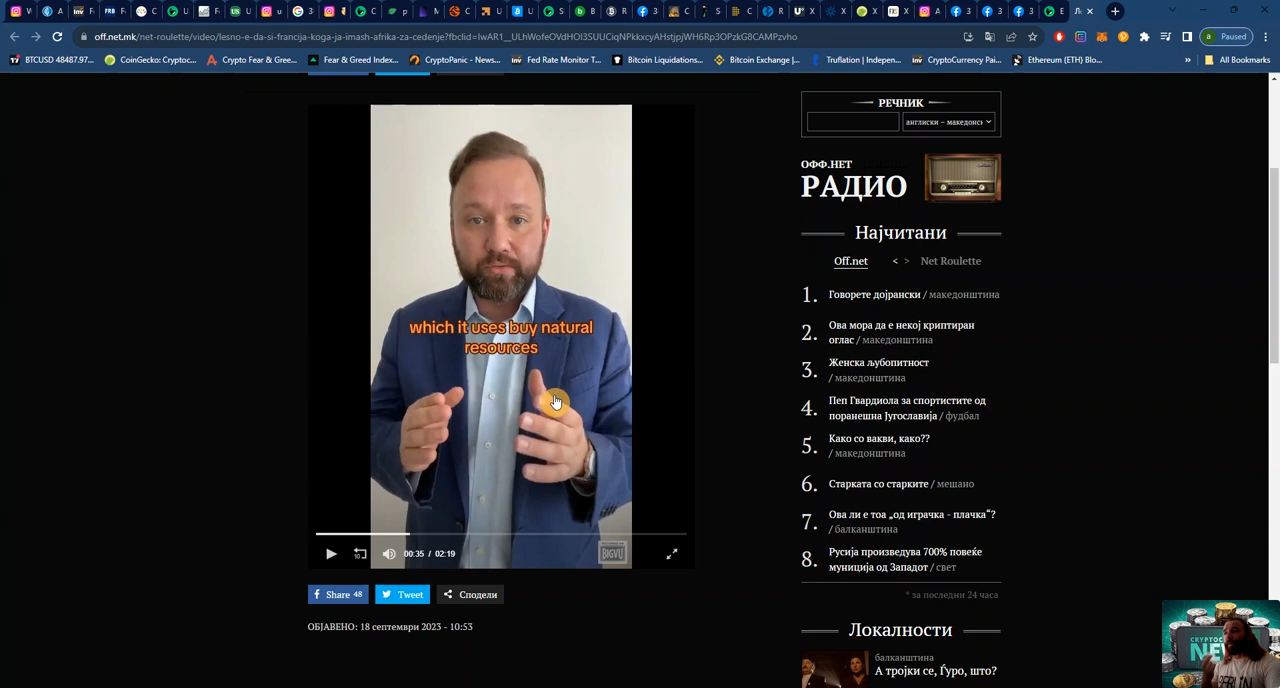 off.net.mk/net-roulette/video/lesno-e-da-si-francija-koga-ja-imash-afrika-za-cedenje?fbclid=IwAR1__ULhWofeOVdHOI3SUUCiqNPkkxcyAHstjpjWH6Rp3OPzkG8CAMPzvho
Paused
BTCUSD 48487.97...
CoinGecko: Cryptoc...
Crypto Fear & Gree...
Fear & Greed Index...
CryptoPanic - News...
Fed Rate Monitor T...
Bitcoin Liquidations...
Bitcoin Exchange |...
Truflation | Indepen...
CryptoCurrency Pai...
Ethereum (ETH) Blo...
All Bookmarks
РЕЧНИК
англиски – македонс
ОФФ.НЕТ
РАДИО
Најчитани
Off.net < > Net Roulette
1. Говорете дојрански / македонштина
2. Ова мора да е некој криптиран
оглас / македонштина
3. Женска љубопитност
/ македонштина
4. Пеп Гвардиола за спортистите од
поранешна Југославија / фудбал
5. Како со вакви, како??
/ македонштина
6. Старката со старките / мешано
7. Ова ли е тоа „од играчка - плачка“?
/ балканштина
8. Русија произведува 700% повеќе
муниција од Западот / свет
* за последни 24 часа
Локалности
балканштина
А тројки се, Ѓуро, што?
which it uses buy natural
resources
10
00:35 / 02:19
BIGVU
Share 48
Tweet
Сподели
ОБЈАВЕНО: 18 септември 2023 - 10:53